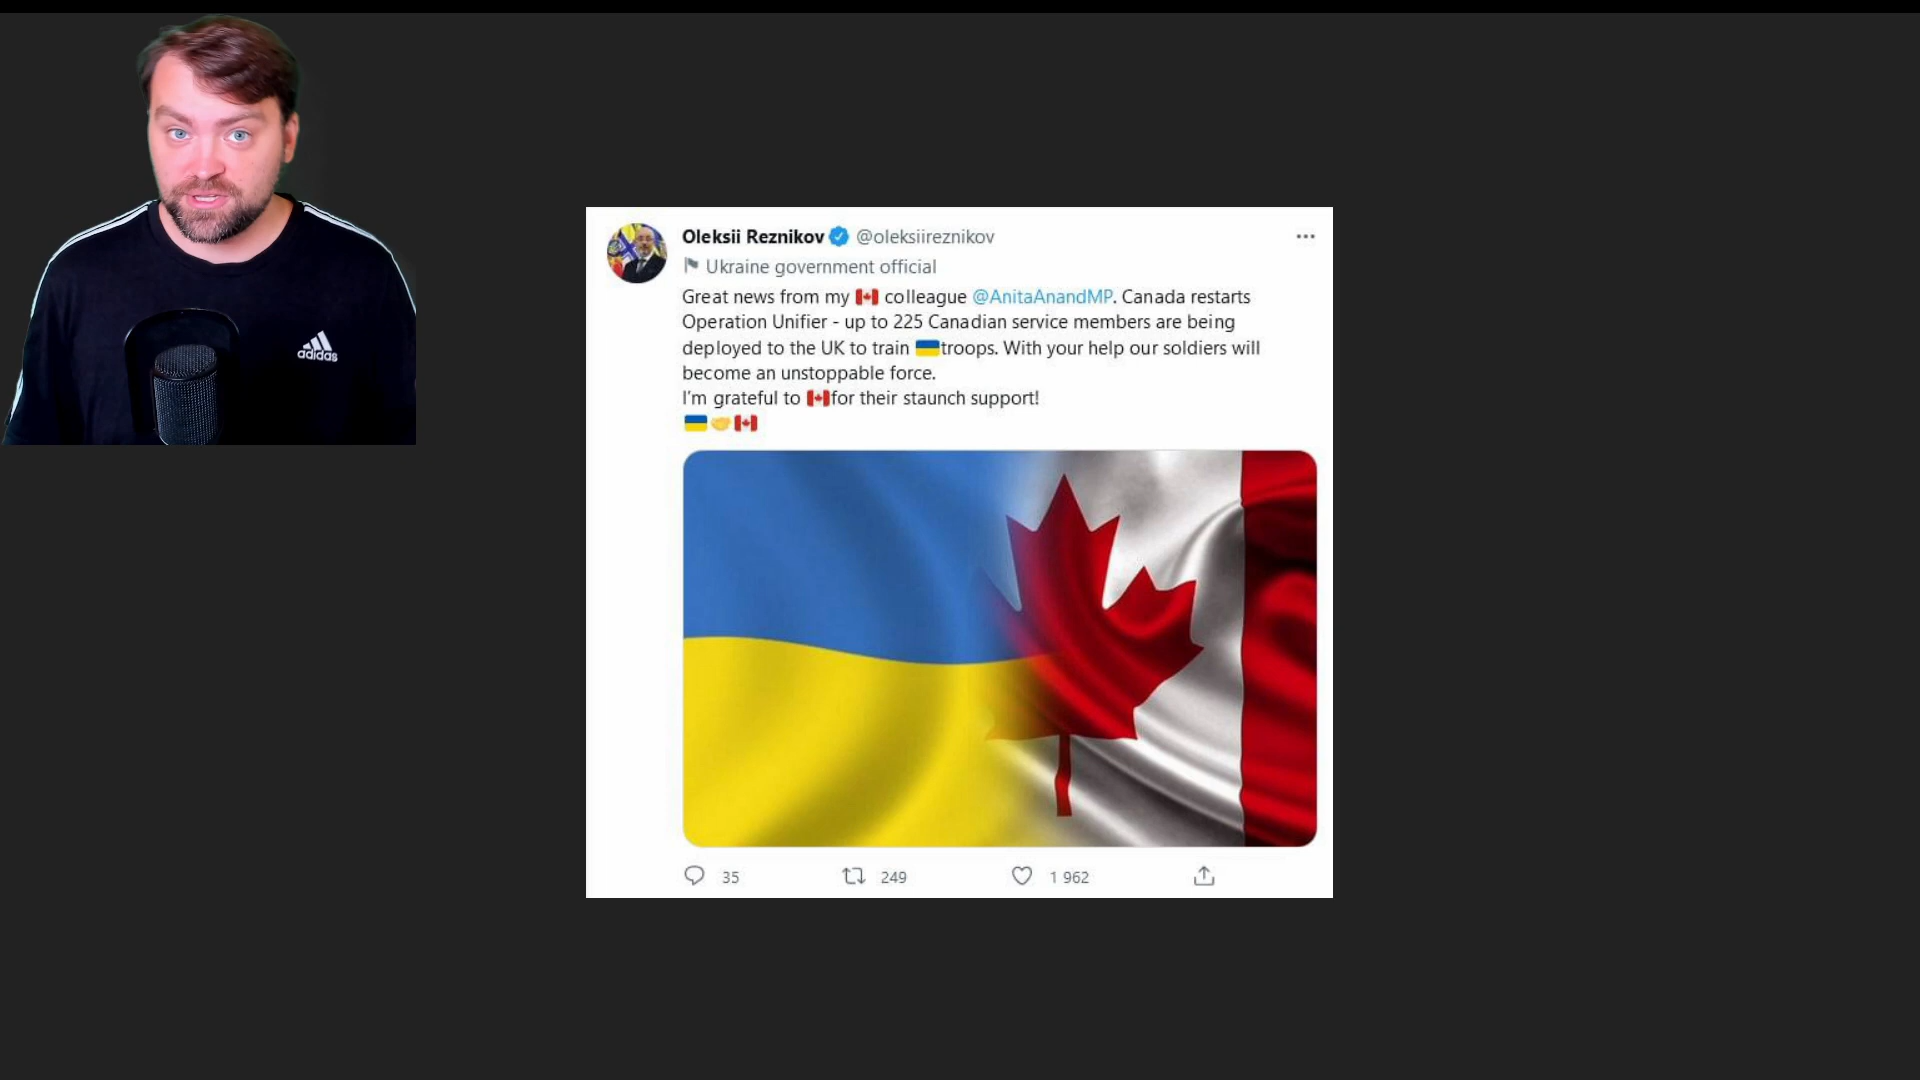 Oleksii Reznikov @oleksiireznikov
Ukraine government official
Great news from my 🇨🇦 colleague @AnitaAnandMP. Canada restarts
Operation Unifier - up to 225 Canadian service members are being
deployed to the UK to train 🇺🇦troops. With your help our soldiers will
become an unstoppable force.
I'm grateful to 🇨🇦for their staunch support!
🇺🇦🤝🇨🇦
35 249 1 962
adidas